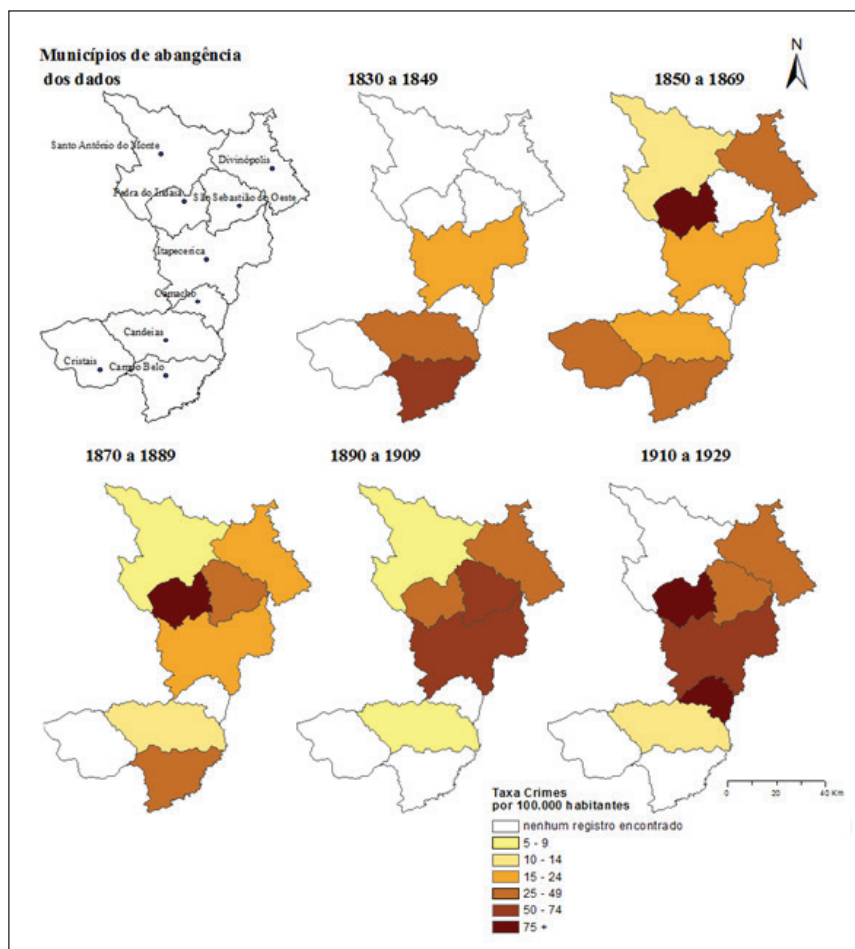 Municípios de abangência
dos dados
N
1830 a 1849
1850 a 1869
Santo Antônio do Monte
Divinópolis
Pedra do Indaiá
São Sebastião do Oeste
Itapecerica
Camacho
Candeias
Cristais
Campo Belo
1870 a 1889
1890 a 1909
1910 a 1929
0 20 40 Km
Taxa Crimes
por 100.000 habitantes
nenhum registro encontrado
5 - 9
10 - 14
15 - 24
25 - 49
50 - 74
75 +